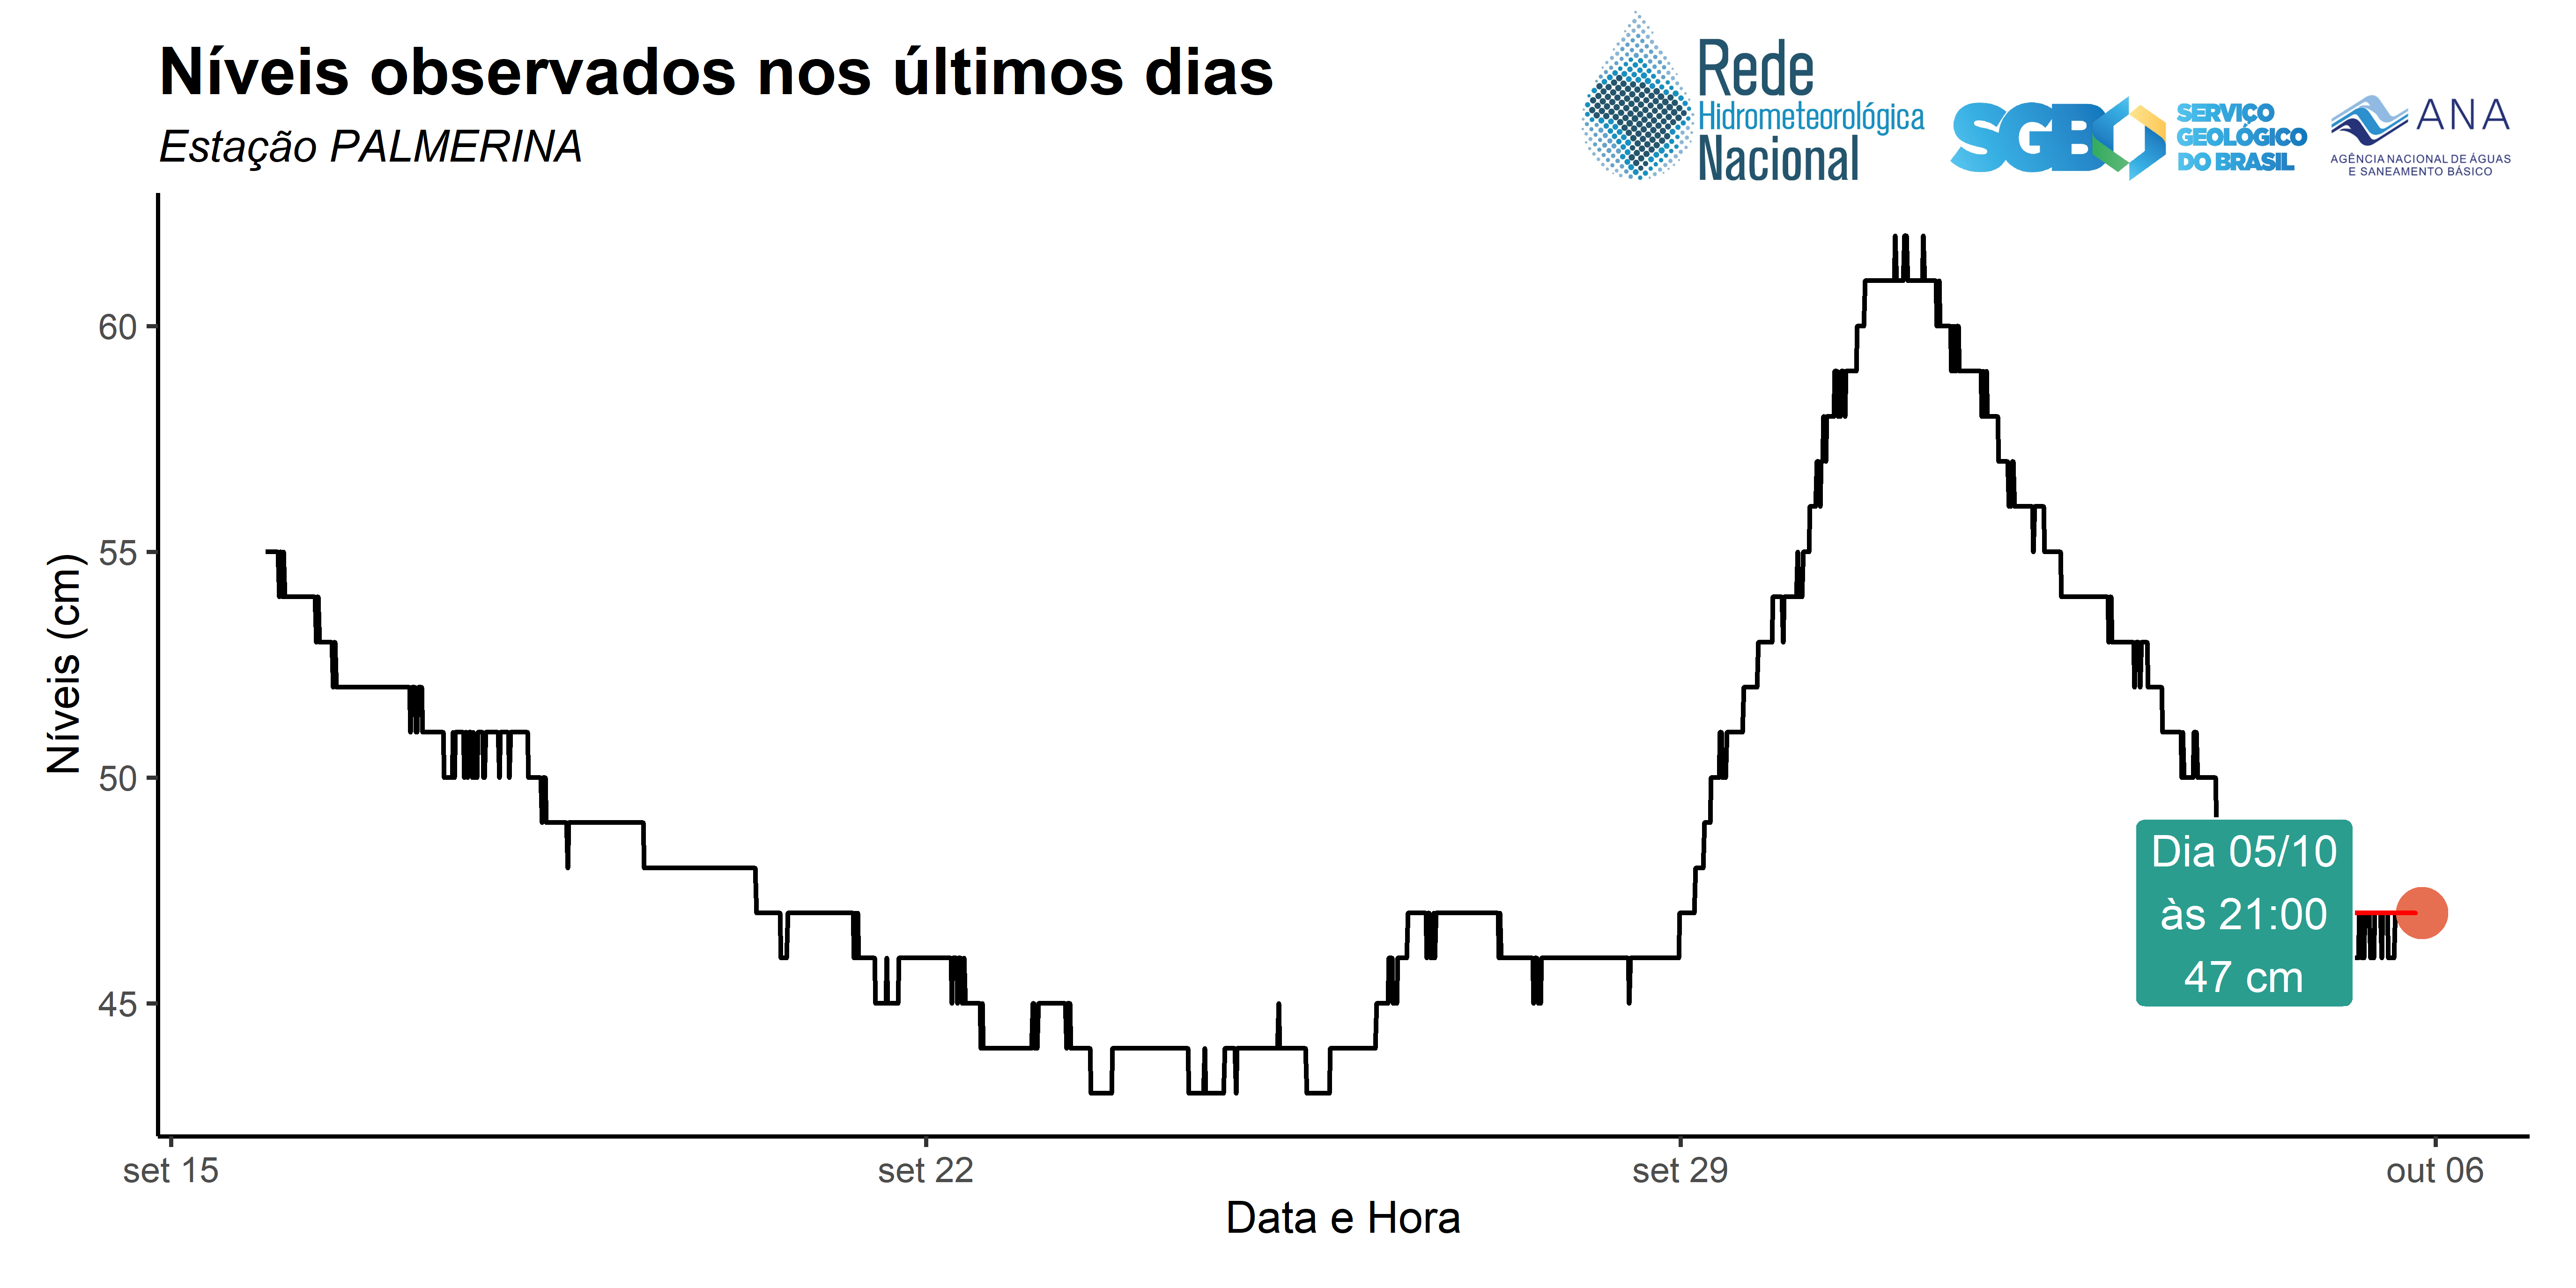 Níveis observados nos últimos dias
Estação PALMERINA
Rede
Hidrometeorológica
Nacional
SGB
SERVIÇO
GEOLÓGICO
DO BRASIL
ANA
AGÊNCIA NACIONAL DE ÁGUAS
E SANEAMENTO BÁSICO
Níveis (cm)
60
55
50
45
Dia 05/10
às 21:00
47 cm
set 15
set 22
set 29
out 06
Data e Hora